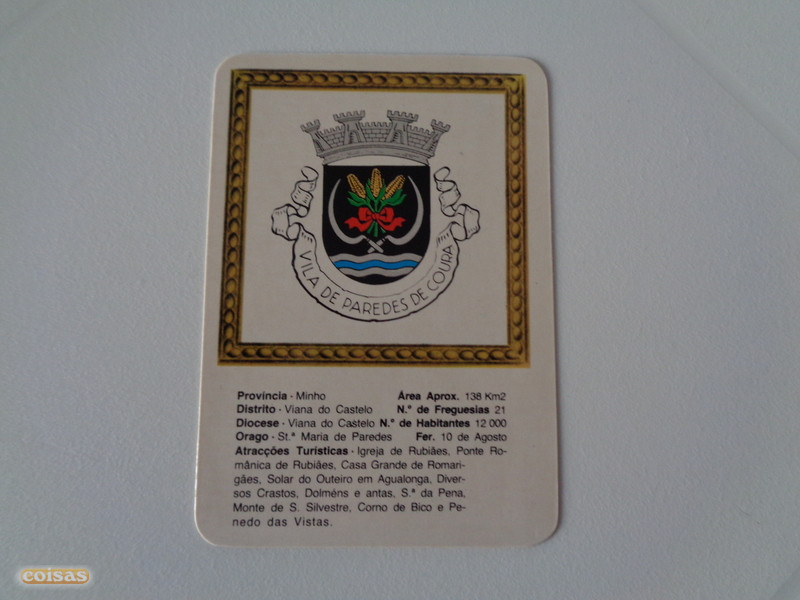 VILA DE PAREDES DE COURA
Província - Minho Área Aprox. 138 Km2
Distrito - Viana do Castelo N.º de Freguesias 21
Diocese - Viana do Castelo N.º de Habitantes 12 000
Orago - St.ª Maria de Paredes Fer. 10 de Agosto
Atracções Turísticas - Igreja de Rubiães, Ponte Ro-
mânica de Rubiães, Casa Grande de Romari-
gães, Solar do Outeiro em Agualonga, Diver-
sos Crastos, Dolméns e antas, S.ª da Pena,
Monte de S. Silvestre, Corno de Bico e Pe-
nedo das Vistas.
coisas